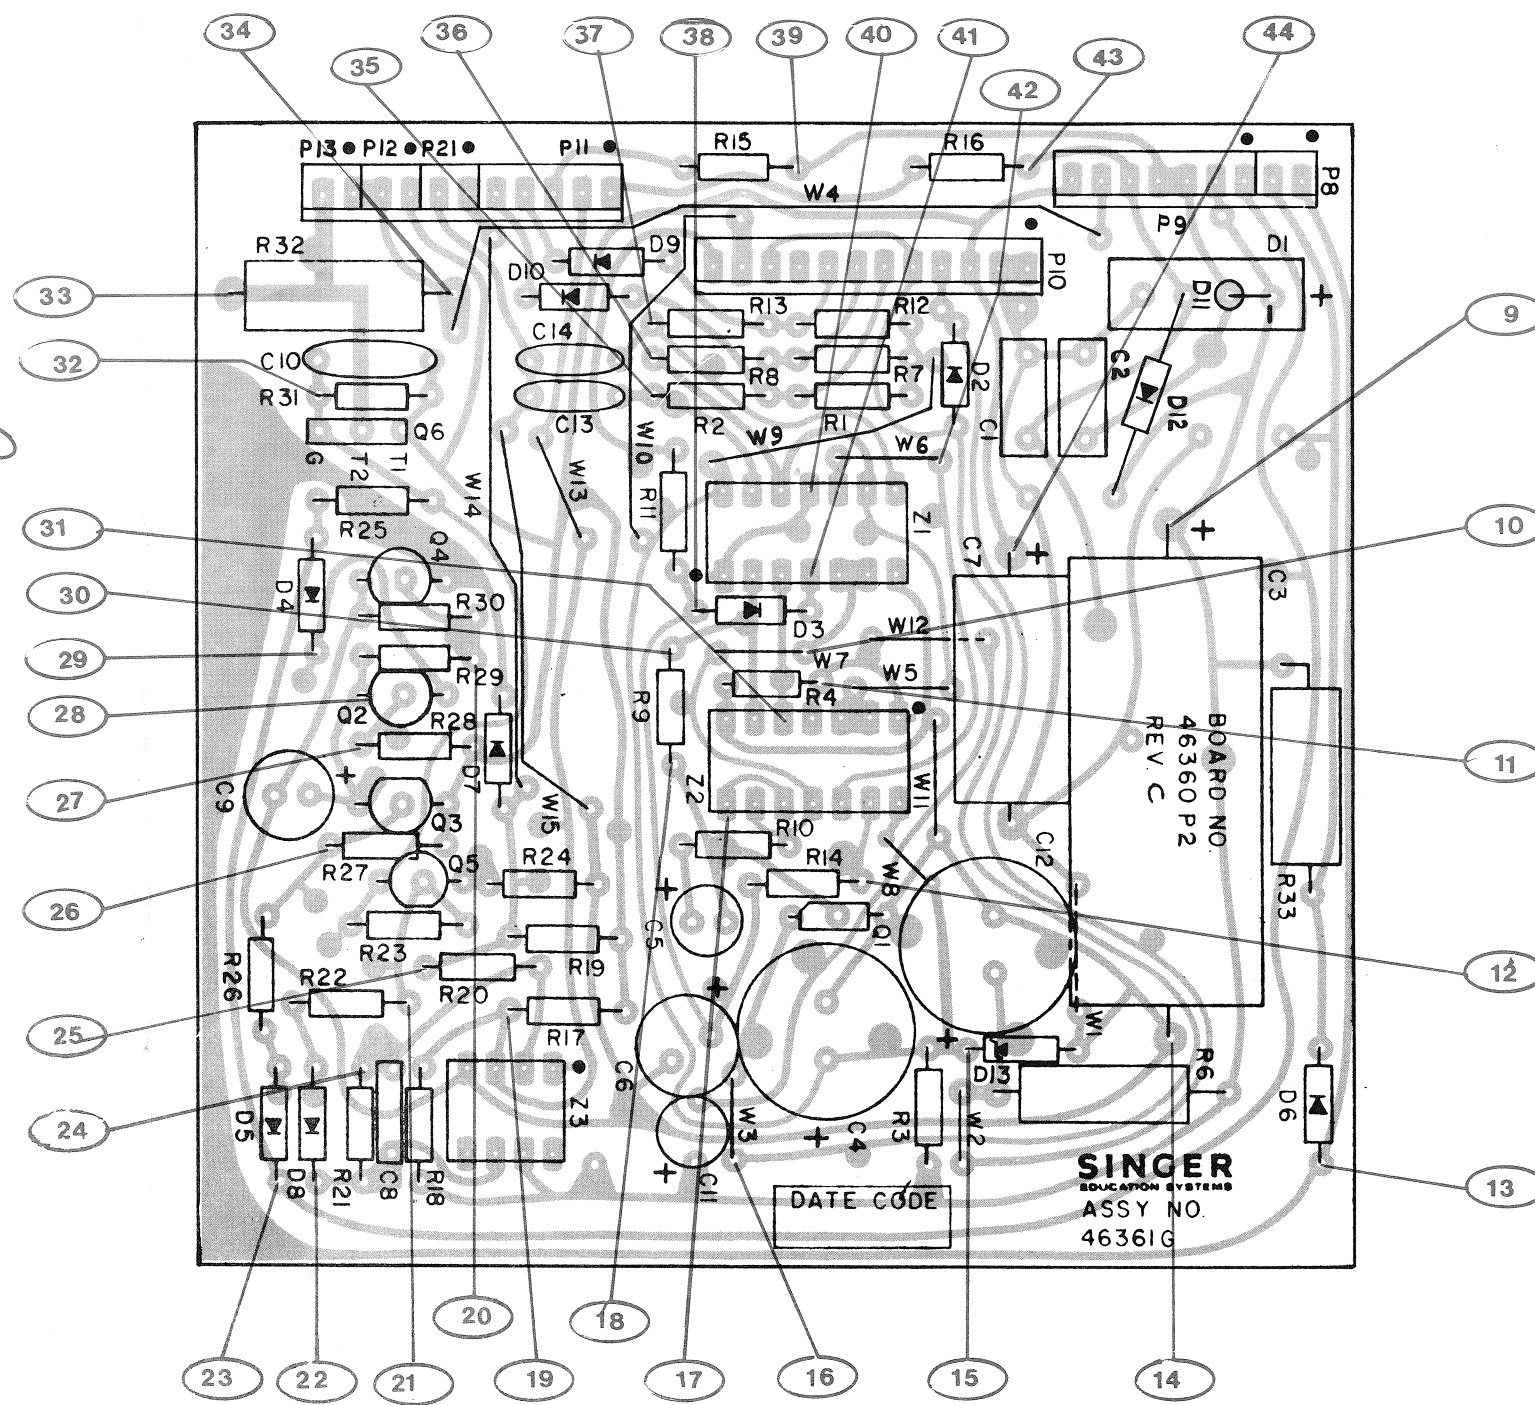 34
36
37
38
39
40
41
44
35
43
42
P13
P12
P21
P11
R15
R16
P8
W4
P9
R32
D9
D10
P10
D1
D11
+
−
33
9
R13
R12
C14
C10
32
R8
R7
D2
C2
D12
R31
C13
R2
R1
C1
Q6
G
T2
T1
W10
W9
W6
W14
W13
R11
Z1
R25
31
Q4
C7
+
+
10
C3
D4
30
R30
D3
W12
W7
29
R29
R9
R4
W5
28
Q2
R28
BOARD NO.
46360 P2
REV. C
27
D7
11
C9
+
Q3
W15
Z2
W11
R10
C12
R27
Q5
R24
R14
W8
R33
26
+
C5
Q1
R23
R19
R26
R22
R20
12
25
R17
+
W1
C6
+
D13
R6
24
D5
D8
R21
C8
R18
Z3
W3
+
C4
R3
W2
D6
+
C11
SINGER
EDUCATION SYSTEMS
13
DATE CODE
ASSY NO.
46361G
20
18
23
22
21
19
17
16
15
14